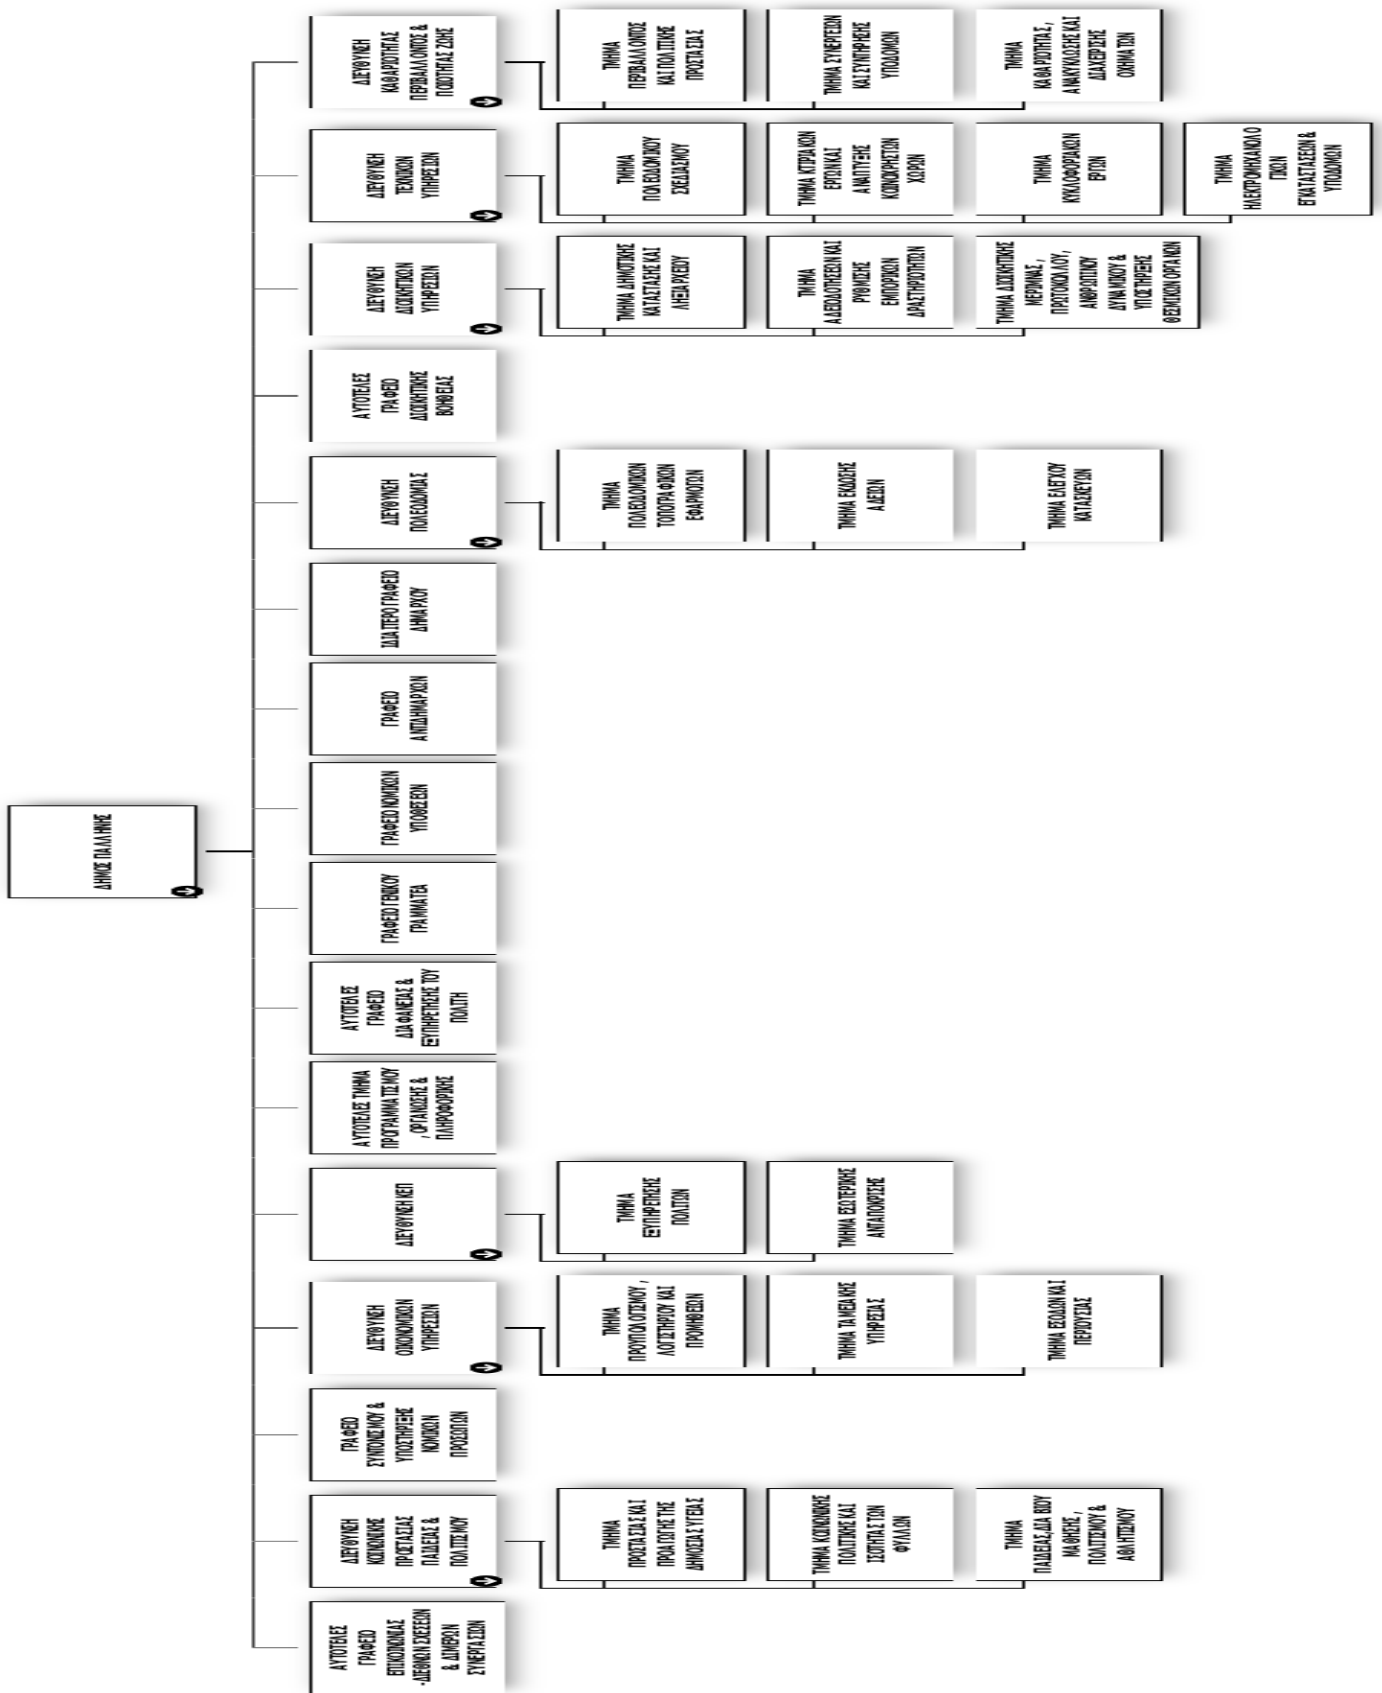 ΔΗΜΟΣ ΠΑΛΛΗΝΗΣ
ΑΥΤΟΤΕΛΕΣ
ΓΡΑΦΕΙΟ
ΕΠΙΚΟΙΝΩΝΙΑΣ
-ΔΙΕΘΝΩΝ ΣΧΕΣΕΩΝ
& ΔΙΜΕΡΩΝ
ΣΥΝΕΡΓΑΣΙΩΝ
ΔΙΕΥΘΥΝΣΗ
ΚΟΙΝΩΝΙΚΗΣ
ΠΡΟΣΤΑΣΙΑΣ
ΠΑΙΔΕΙΑΣ &
ΠΟΛΙΤΙΣΜΟΥ
ΓΡΑΦΕΙΟ
ΣΥΝΤΟΝΙΣΜΟΥ &
ΥΠΟΣΤΗΡΙΞΗΣ
ΝΟΜΙΚΩΝ
ΠΡΟΣΩΠΩΝ
ΔΙΕΥΘΥΝΣΗ
ΟΙΚΟΝΟΜΙΚΩΝ
ΥΠΗΡΕΣΙΩΝ
ΔΙΕΥΘΥΝΣΗ ΚΕΠ
ΑΥΤΟΤΕΛΕΣ ΤΜΗΜΑ
ΠΡΟΓΡΑΜΜΑΤΙΣΜΟΥ
, ΟΡΓΑΝΩΣΗΣ &
ΠΛΗΡΟΦΟΡΙΚΗΣ
ΑΥΤΟΤΕΛΕΣ
ΓΡΑΦΕΙΟ
ΔΙΑΦΑΝΕΙΑΣ &
ΕΞΥΠΗΡΕΤΗΣΗΣ ΤΟΥ
ΠΟΛΙΤΗ
ΓΡΑΦΕΙΟ ΓΕΝΙΚΟΥ
ΓΡΑΜΜΑΤΕΑ
ΓΡΑΦΕΙΟ ΝΟΜΙΚΩΝ
ΥΠΟΘΕΣΕΩΝ
ΓΡΑΦΕΙΟ
ΑΝΤΙΔΗΜΑΡΧΩΝ
ΙΔΙΑΙΤΕΡΟ ΓΡΑΦΕΙΟ
ΔΗΜΑΡΧΟΥ
ΔΙΕΥΘΥΝΣΗ
ΠΟΛΕΟΔΟΜΙΑΣ
ΑΥΤΟΤΕΛΕΣ
ΓΡΑΦΕΙΟ
ΔΙΟΙΚΗΤΙΚΗΣ
ΒΟΗΘΕΙΑΣ
ΔΙΕΥΘΥΝΣΗ
ΔΙΟΙΚΗΤΙΚΩΝ
ΥΠΗΡΕΣΙΩΝ
ΔΙΕΥΘΥΝΣΗ
ΤΕΧΝΙΚΩΝ
ΥΠΗΡΕΣΙΩΝ
ΔΙΕΥΘΥΝΣΗ
ΚΑΘΑΡΙΟΤΗΤΑΣ
ΠΕΡΙΒΑΛΛΟΝΤΟΣ &
ΠΟΙΟΤΗΤΑΣ ΖΩΗΣ
ΤΜΗΜΑ
ΠΡΟΣΤΑΣΙΑΣ ΚΑΙ
ΠΡΟΑΓΩΓΗΣ ΤΗΣ
ΔΗΜΟΣΙΑΣ ΥΓΕΙΑΣ
ΤΜΗΜΑ ΚΟΙΝΩΝΙΚΗΣ
ΠΟΛΙΤΙΚΗΣ ΚΑΙ
ΙΣΟΤΗΤΑΣ ΤΩΝ
ΦΥΛΛΩΝ
ΤΜΗΜΑ
ΠΑΙΔΕΙΑΣ, ΔΙΑ ΒΙΟΥ
ΜΑΘΗΣΗΣ,
ΠΟΛΙΤΙΣΜΟΥ &
ΑΘΛΗΤΙΣΜΟΥ
ΤΜΗΜΑ
ΠΡΟΥΠΟΛΟΓΙΣΜΟΥ,
ΛΟΓΙΣΤΗΡΙΟΥ ΚΑΙ
ΠΡΟΜΗΘΕΙΩΝ
ΤΜΗΜΑ ΤΑΜΕΙΑΚΗΣ
ΥΠΗΡΕΣΙΑΣ
ΤΜΗΜΑ ΕΣΟΔΩΝ ΚΑΙ
ΠΕΡΙΟΥΣΙΑΣ
ΤΜΗΜΑ
ΕΞΥΠΗΡΕΤΗΣΗΣ
ΠΟΛΙΤΩΝ
ΤΜΗΜΑ ΕΣΩΤΕΡΙΚΗΣ
ΑΝΤΑΠΟΚΡΙΣΗΣ
ΤΜΗΜΑ
ΠΟΛΕΟΔΟΜΙΚΩΝ
ΤΟΠΟΓΡΑΦΙΚΩΝ
ΕΦΑΡΜΟΓΩΝ
ΤΜΗΜΑ ΕΚΔΟΣΗΣ
ΑΔΕΙΩΝ
ΤΜΗΜΑ ΕΛΕΓΧΟΥ
ΚΑΤΑΣΚΕΥΩΝ
ΤΜΗΜΑ ΔΗΜΟΤΙΚΗΣ
ΚΑΤΑΣΤΑΣΗΣ ΚΑΙ
ΛΗΞΙΑΡΧΕΙΟΥ
ΤΜΗΜΑ
ΑΔΕΙΟΔΟΤΗΣΕΩΝ ΚΑΙ
ΡΥΘΜΙΣΗΣ
ΕΜΠΟΡΙΚΩΝ
ΔΡΑΣΤΗΡΙΟΤΗΤΩΝ
ΤΜΗΜΑ ΔΙΟΙΚΗΤΙΚΗΣ
ΜΕΡΙΜΝΑΣ,
ΠΡΩΤΟΚΟΛΛΟΥ,
ΑΝΘΡΩΠΙΝΟΥ
ΔΥΝΑΜΙΚΟΥ &
ΥΠΟΣΤΗΡΙΞΗΣ
ΘΕΣΜΙΚΩΝ ΟΡΓΑΝΩΝ
ΤΜΗΜΑ
ΠΟΛΕΟΔΟΜΙΚΟΥ
ΣΧΕΔΙΑΣΜΟΥ
ΤΜΗΜΑ ΚΤΙΡΙΑΚΩΝ
ΕΡΓΩΝ ΚΑΙ
ΑΝΑΠΤΥΞΗΣ
ΚΟΙΝΟΧΡΗΣΤΩΝ
ΧΩΡΩΝ
ΤΜΗΜΑ
ΚΥΚΛΟΦΟΡΙΑΚΩΝ
ΕΡΓΩΝ
ΤΜΗΜΑ
ΗΛΕΚΤΡΟΜΗΧΑΝΟΛΟ
ΓΙΚΩΝ
ΕΓΚΑΤΑΣΤΑΣΕΩΝ &
ΥΠΟΔΟΜΩΝ
ΤΜΗΜΑ
ΠΕΡΙΒΑΛΛΟΝΤΟΣ
ΚΑΙ ΠΟΛΙΤΙΚΗΣ
ΠΡΟΣΤΑΣΙΑΣ
ΤΜΗΜΑ ΣΥΝΕΡΓΕΙΩΝ
ΚΑΙ ΣΥΝΤΗΡΗΣΗΣ
ΥΠΟΔΟΜΩΝ
ΤΜΗΜΑ
ΚΑΘΑΡΙΟΤΗΤΑΣ,
ΑΝΑΚΥΚΛΩΣΗΣ ΚΑΙ
ΔΙΑΧΕΙΡΙΣΗΣ
ΟΧΗΜΑΤΩΝ